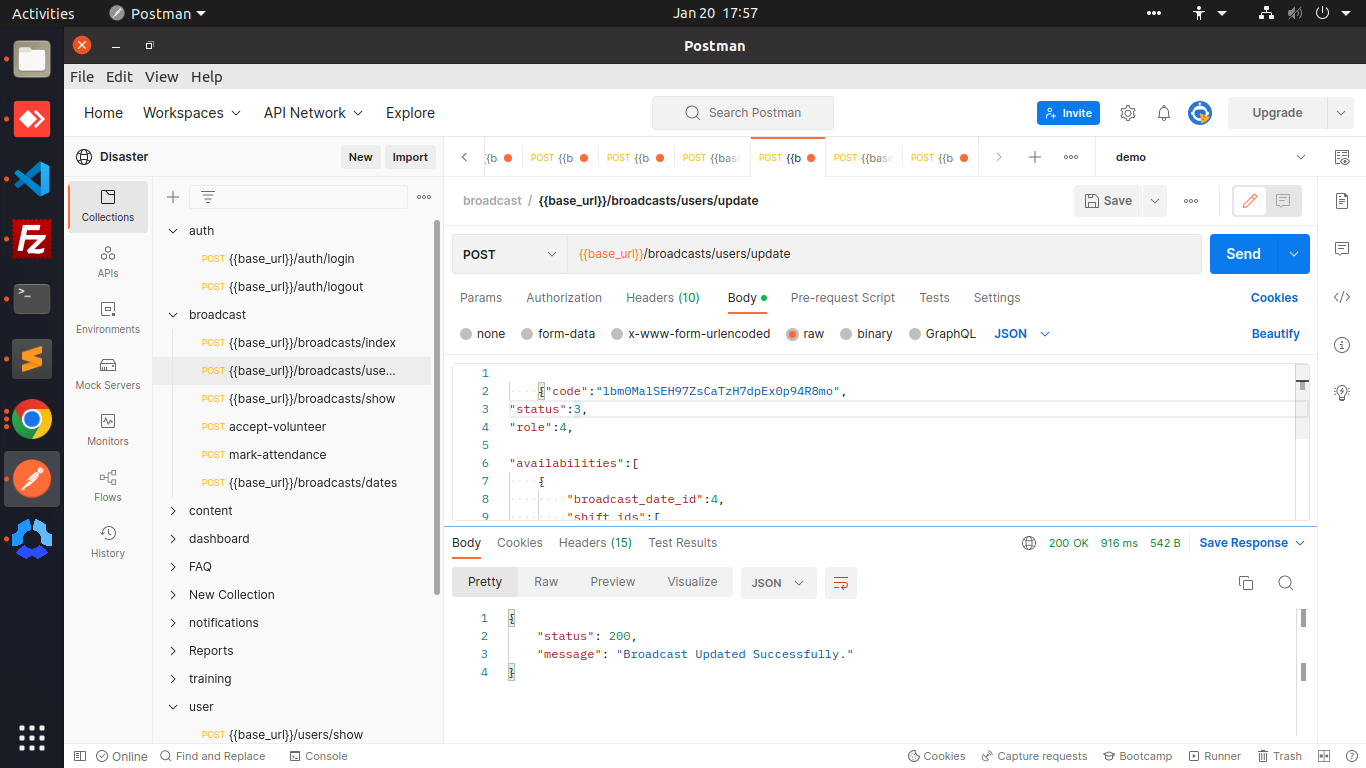 Activities Postman Jan 20 17:57
Postman
File Edit View Help
Home Workspaces API Network Explore Search Postman Invite Upgrade
Disaster New Import
POST {{b POST {{b POST {{base POST {{b POST {{base POST {{b demo
Collections
APIs
Environments
Mock Servers
Monitors
Flows
History
auth
POST {{base_url}}/auth/login
POST {{base_url}}/auth/logout
broadcast
POST {{base_url}}/broadcasts/index
POST {{base_url}}/broadcasts/use...
POST {{base_url}}/broadcasts/show
POST accept-volunteer
POST mark-attendance
POST {{base_url}}/broadcasts/dates
content
dashboard
FAQ
New Collection
notifications
Reports
training
user
POST {{base_url}}/users/show
broadcast / {{base_url}}/broadcasts/users/update Save
POST {{base_url}}/broadcasts/users/update Send
Params Authorization Headers (10) Body Pre-request Script Tests Settings Cookies
none form-data x-www-form-urlencoded raw binary GraphQL JSON Beautify
1
2 {"code":"lbm0MalSEH97ZsCaTzH7dpEx0p94R8mo",
3 "status":3,
4 "role":4,
5
6 "availabilities":[
7 {
8 "broadcast_date_id":4,
9 "shift_ids":[
Body Cookies Headers (15) Test Results 200 OK 916 ms 542 B Save Response
Pretty Raw Preview Visualize JSON
1 {
2 "status": 200,
3 "message": "Broadcast Updated Successfully."
4 }
Online Find and Replace Console Cookies Capture requests Bootcamp Runner Trash